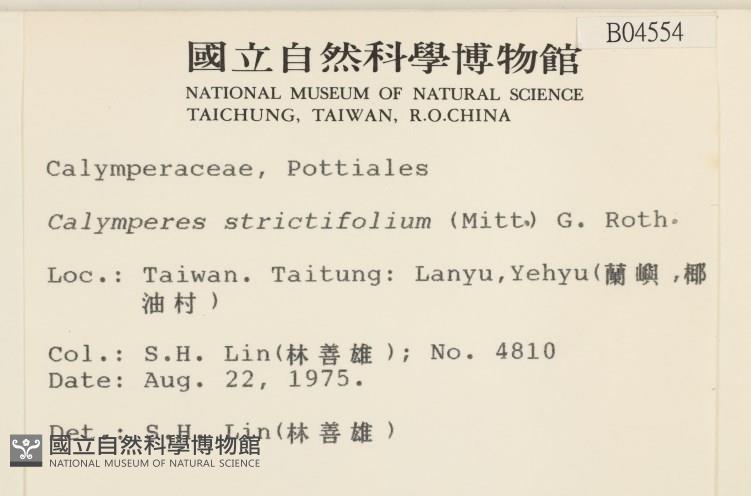 B04554
國立自然科學博物館
NATIONAL MUSEUM OF NATURAL SCIENCE
TAICHUNG, TAIWAN, R.O.CHINA
Calymperaceae, Pottiales
Calymperes strictifolium (Mitt.) G. Roth.
Loc.: Taiwan. Taitung: Lanyu,Yehyu(蘭嶼,椰
油村)
Col.: S.H. Lin(林善雄); No. 4810
Date: Aug. 22, 1975.
Det.: S.H. Lin(林善雄)
國立自然科學博物館
NATIONAL MUSEUM OF NATURAL SCIENCE